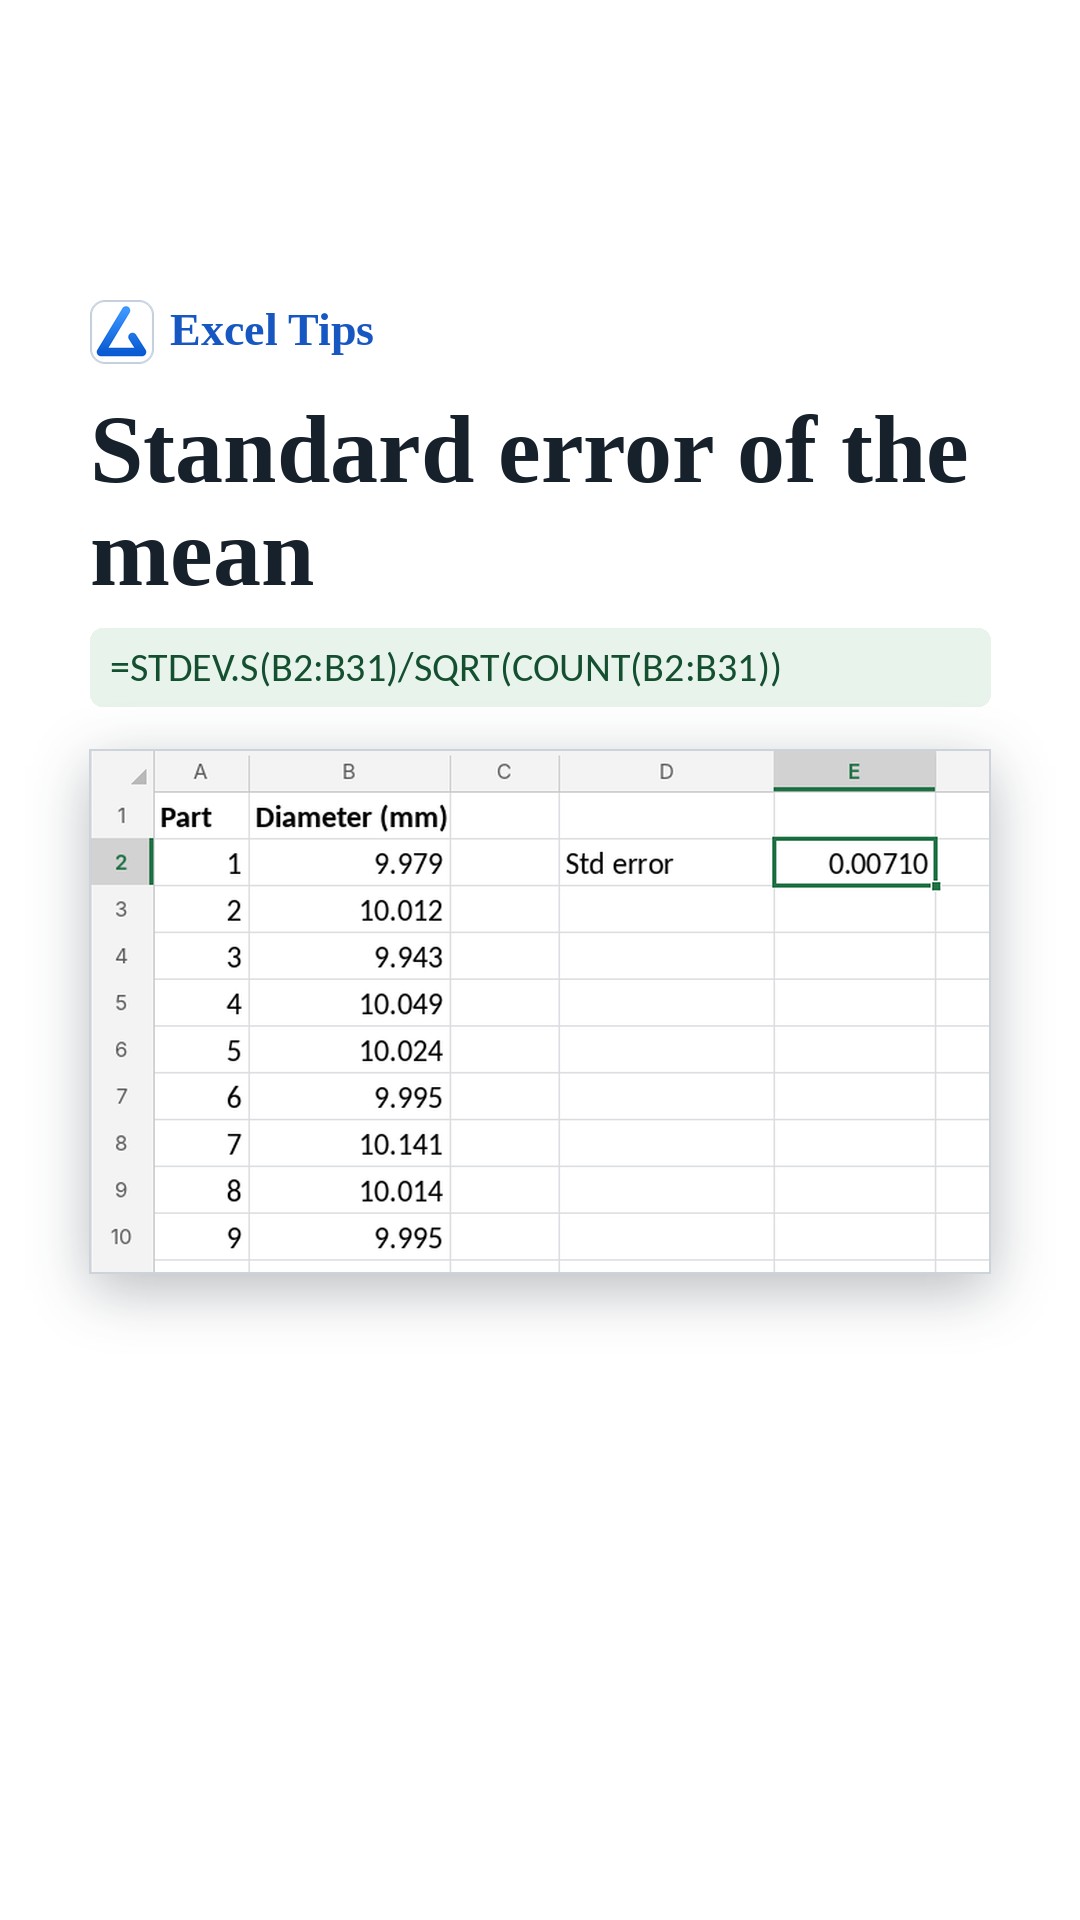 Excel Tips
Standard error of the
mean
=STDEV.S(B2:B31)/SQRT(COUNT(B2:B31))
A B C D E
1 Part Diameter (mm)
2 1 9.979 Std error 0.00710
3 2 10.012
4 3 9.943
5 4 10.049
6 5 10.024
7 6 9.995
8 7 10.141
9 8 10.014
10 9 9.995